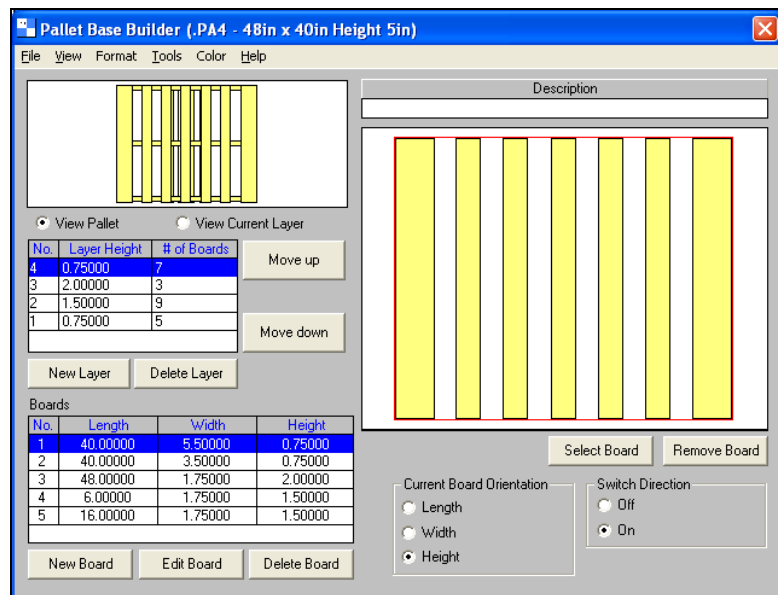 Pallet Base Builder (.PA4 - 48in x 40in Height 5in)
File View Format Tools Color Help
Description
View Pallet View Current Layer
No. Layer Height # of Boards
4 0.75000 7
3 2.00000 3
2 1.50000 9
1 0.75000 5
Move up
Move down
New Layer Delete Layer
Boards
No. Length Width Height
1 40.00000 5.50000 0.75000
2 40.00000 3.50000 0.75000
3 48.00000 1.75000 2.00000
4 6.00000 1.75000 1.50000
5 16.00000 1.75000 1.50000
New Board Edit Board Delete Board
Select Board Remove Board
Current Board Orientation
Length
Width
Height
Switch Direction
Off
On